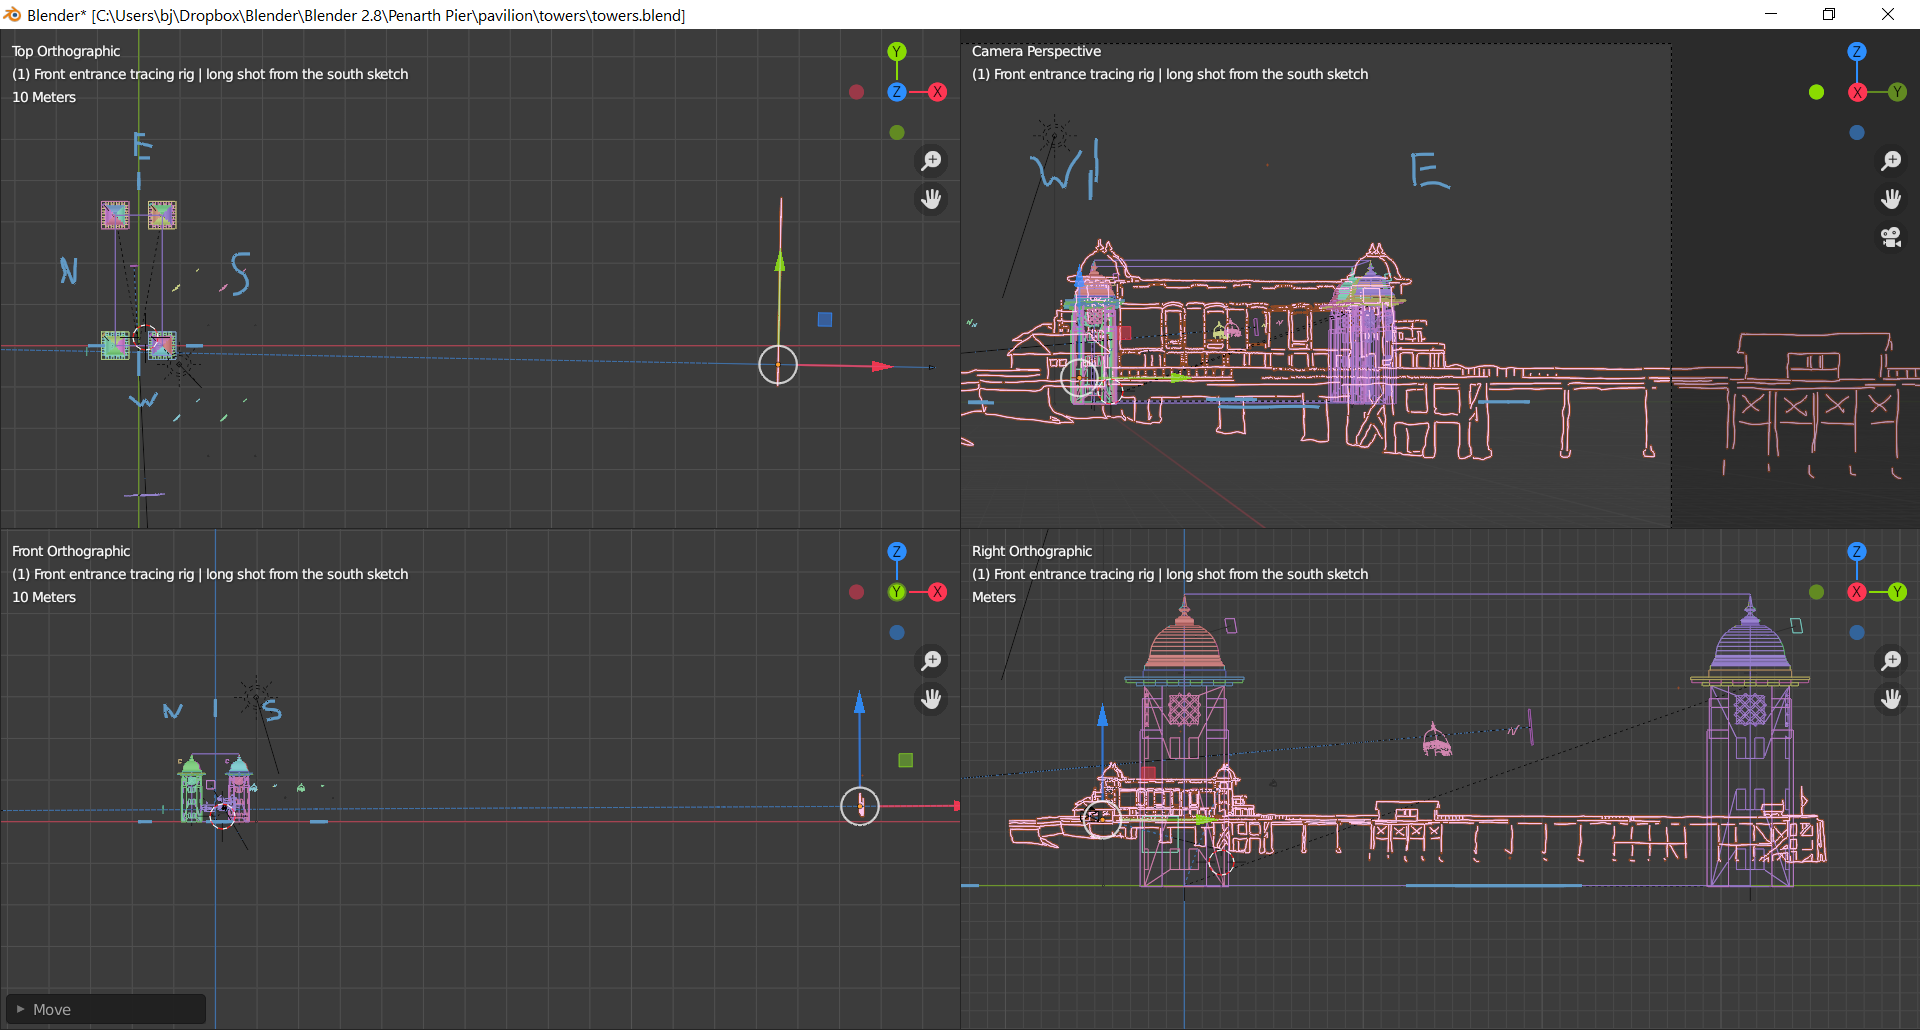 Blender* [C:\Users\bj\Dropbox\Blender\Blender 2.8\Penarth Pier\pavilion\towers\towers.blend]
Top Orthographic
(1) Front entrance tracing rig | long shot from the south sketch
10 Meters
Y
Z
X
E
N
S
W
Camera Perspective
(1) Front entrance tracing rig | long shot from the south sketch
Z
X
Y
W
E
Front Orthographic
(1) Front entrance tracing rig | long shot from the south sketch
10 Meters
Z
Y
X
N
S
Move
Right Orthographic
(1) Front entrance tracing rig | long shot from the south sketch
Meters
Z
X
Y